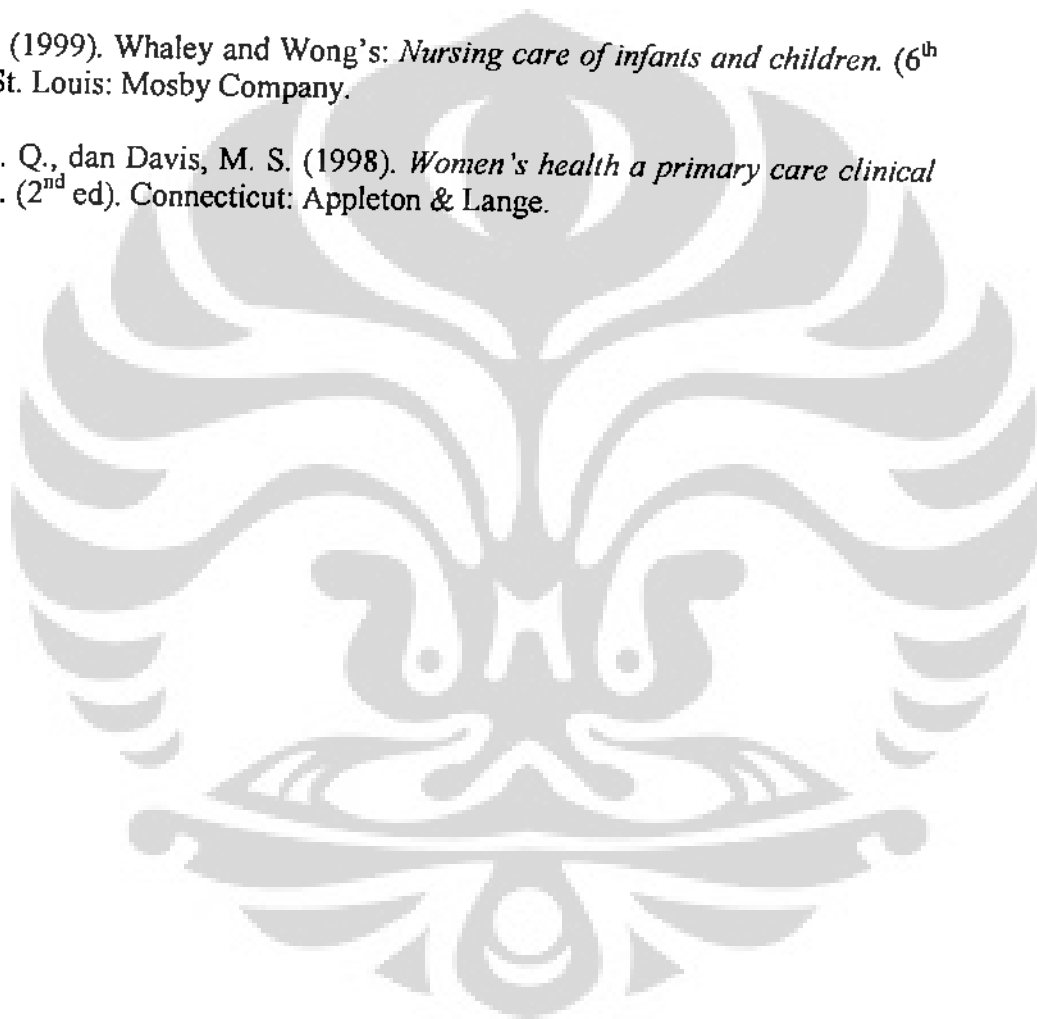 (1999). Whaley and Wong's: Nursing care of infants and children. (6th
St. Louis: Mosby Company.
. Q., dan Davis, M. S. (1998). Women's health a primary care clinical
. (2nd ed). Connecticut: Appleton & Lange.